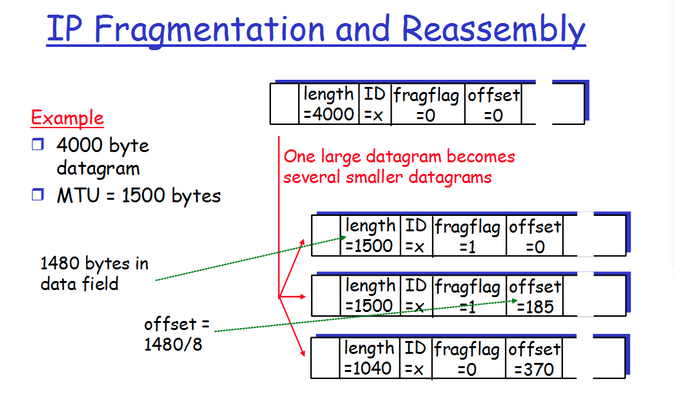 IP Fragmentation and Reassembly
length ID fragflag offset
=4000 =x =0 =0
Example
4000 byte
datagram
MTU = 1500 bytes
One large datagram becomes
several smaller datagrams
length ID fragflag offset
=1500 =x =1 =0
1480 bytes in
data field
length ID fragflag offset
=1500 =x =1 =185
offset =
1480/8
length ID fragflag offset
=1040 =x =0 =370